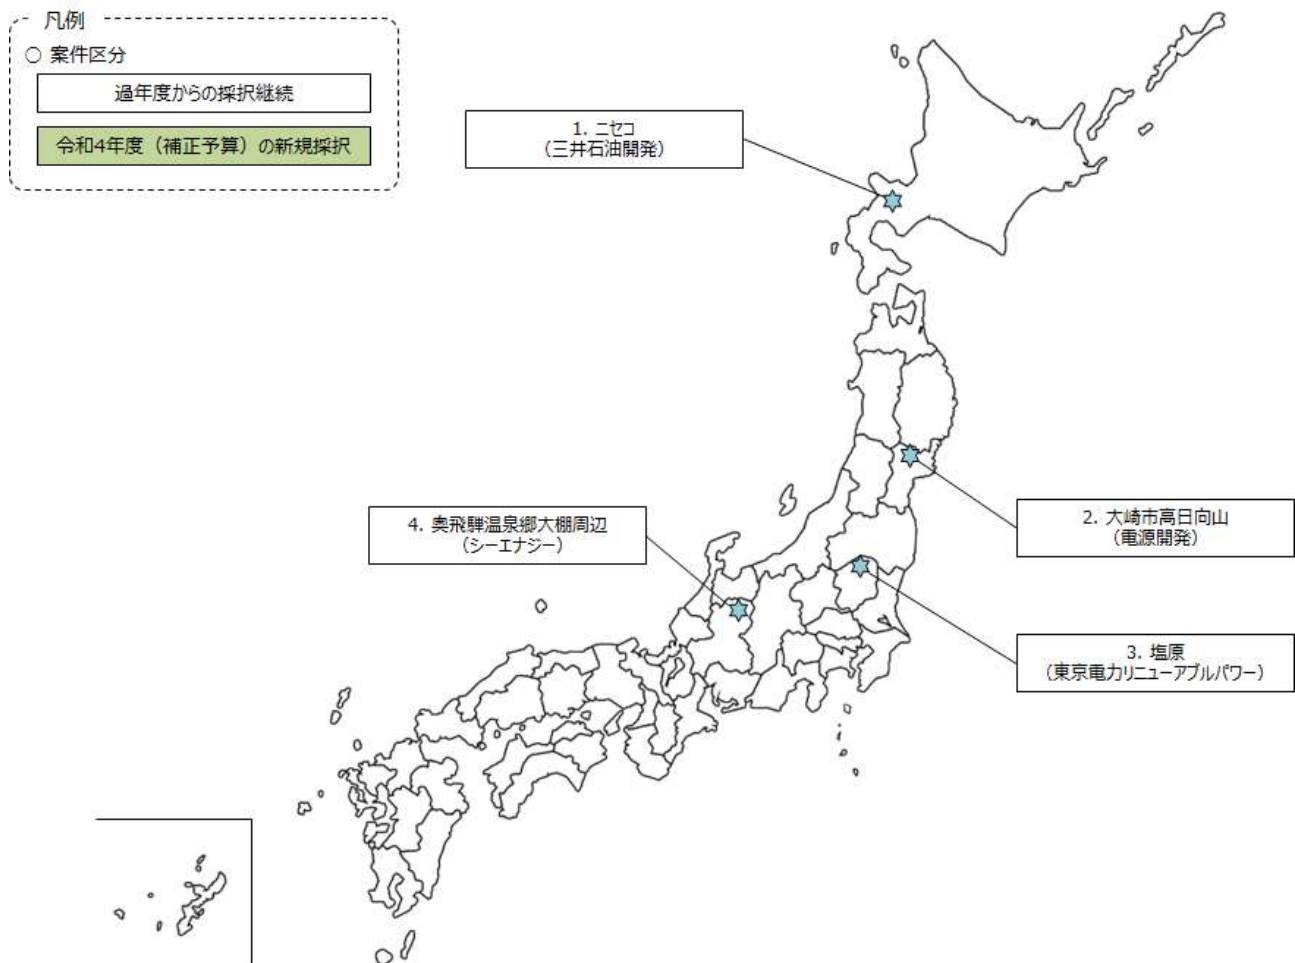 凡例
○ 案件区分
過年度からの採択継続
令和4年度（補正予算）の新規採択
1. ニセコ
（三井石油開発）
2. 大崎市高日向山
（電源開発）
4. 奥飛騨温泉郷大棚周辺
（シーエナジー）
3. 塩原
（東京電力リニューアブルパワー）